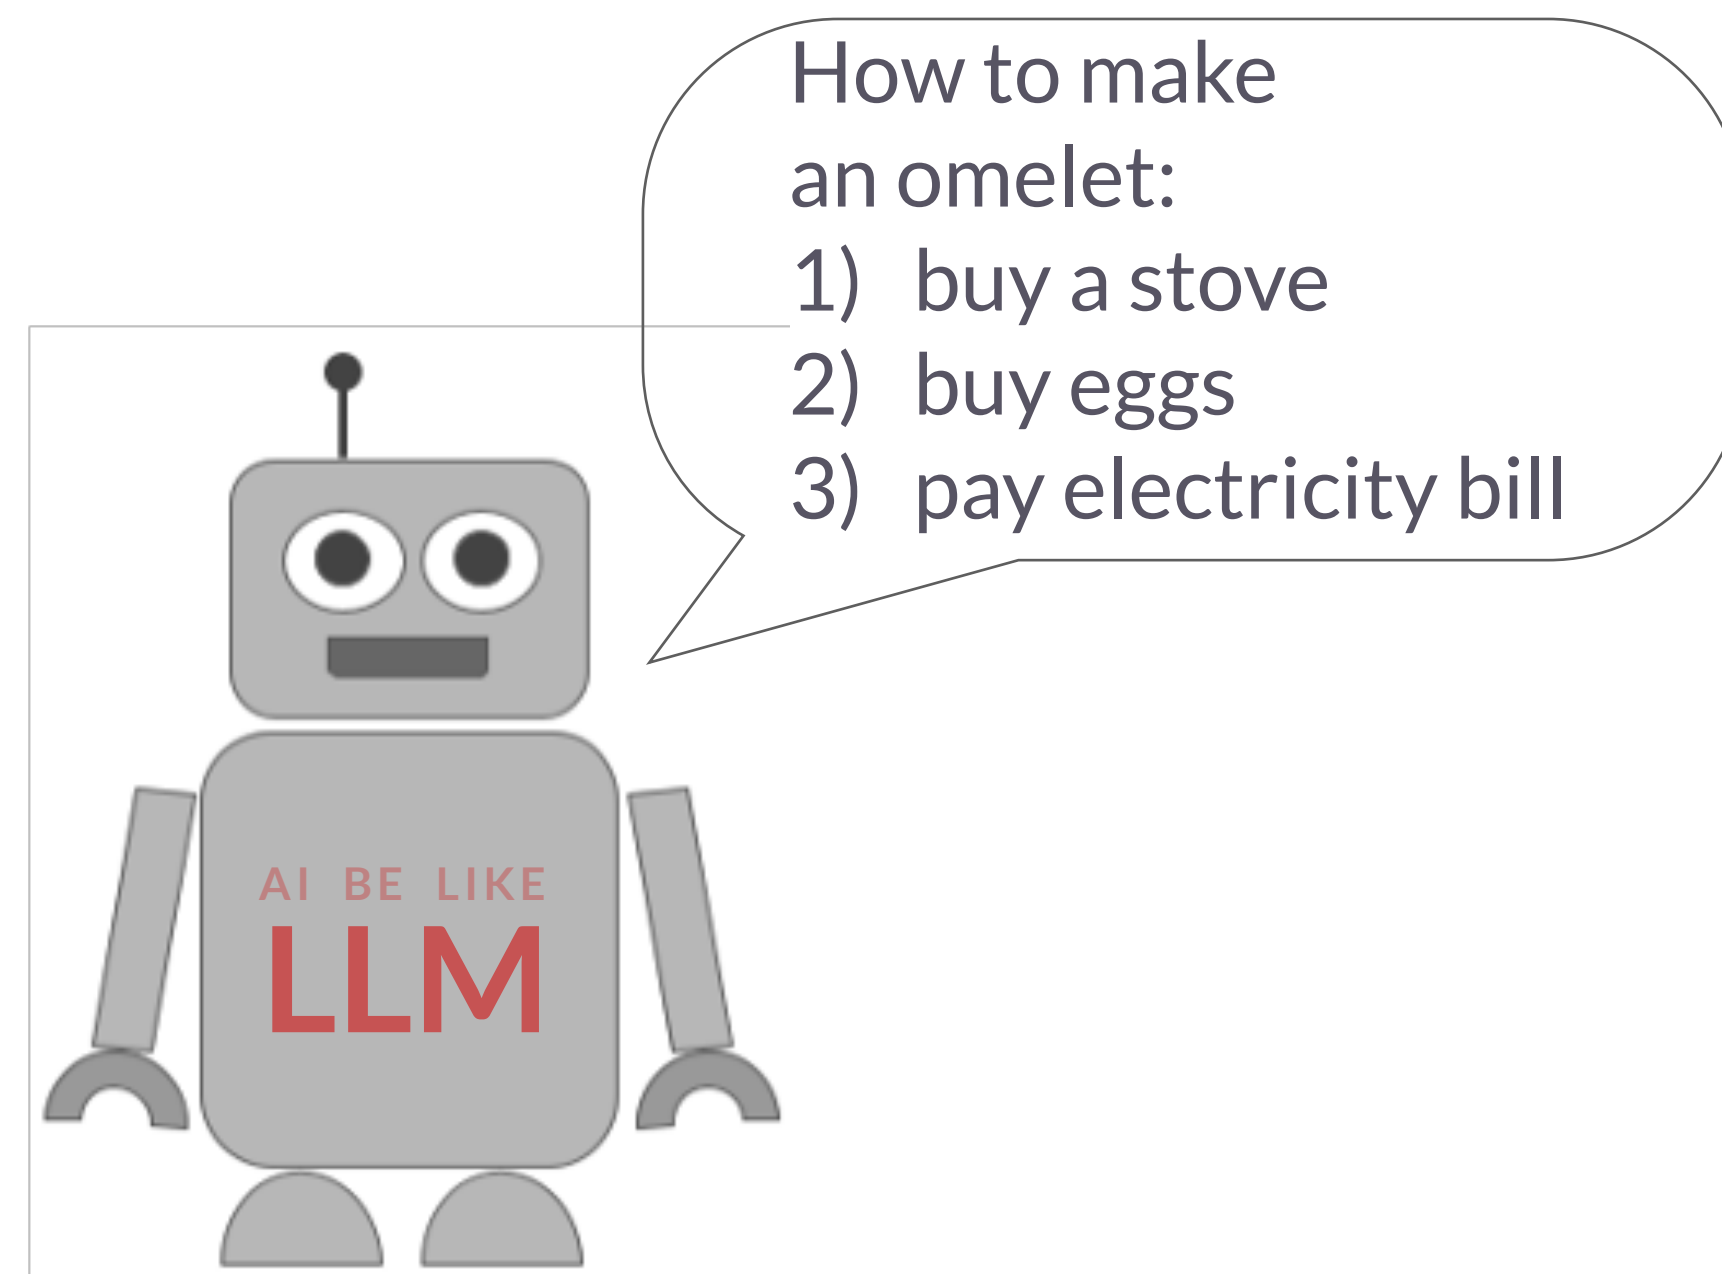 How to make
an omelet:
1) buy a stove
2) buy eggs
3) pay electricity bill
AI BE LIKE
LLM